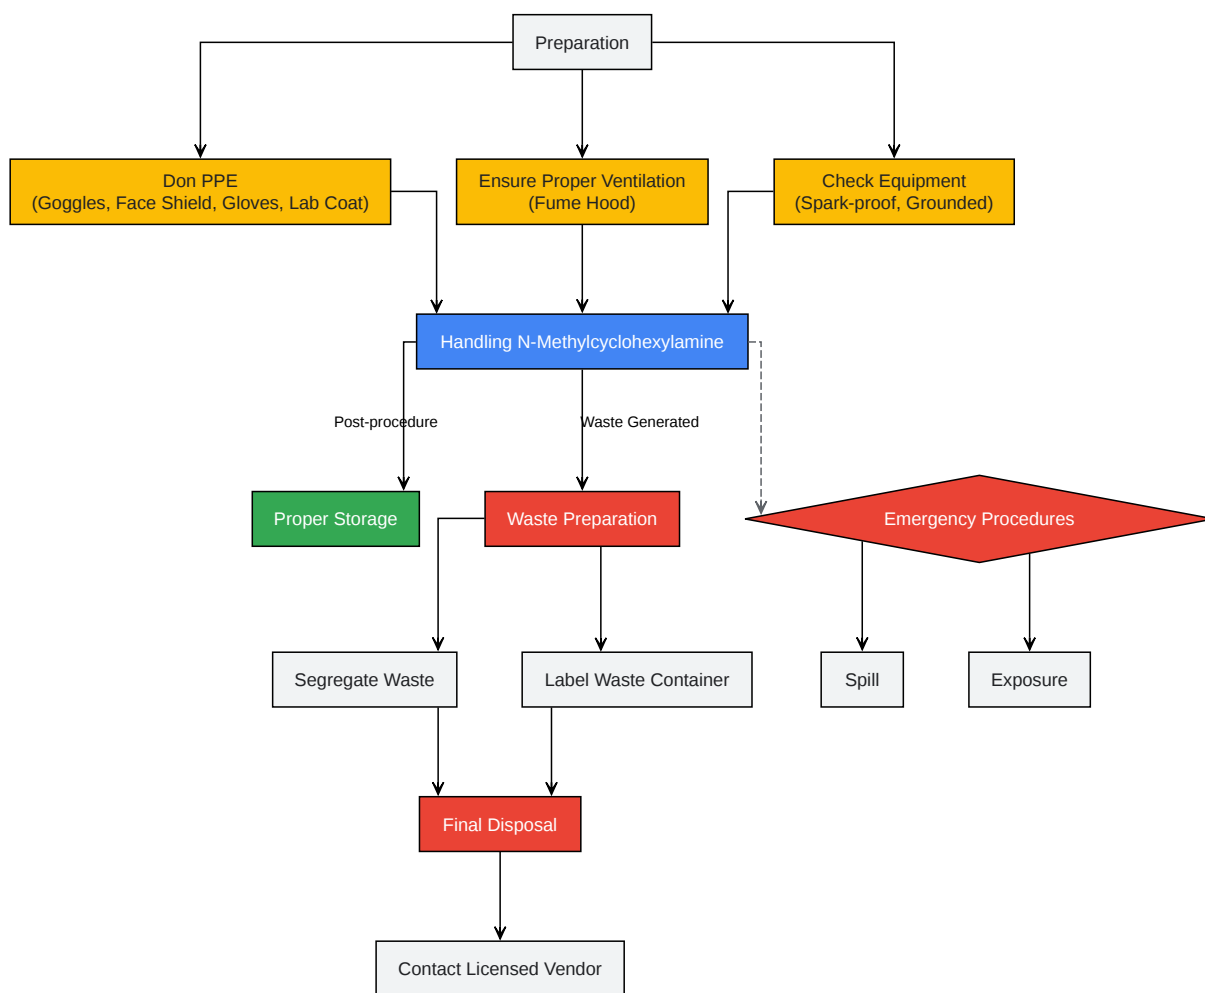 Preparation
Don PPE
(Goggles, Face Shield, Gloves, Lab Coat)
Ensure Proper Ventilation
(Fume Hood)
Check Equipment
(Spark-proof, Grounded)
Handling N-Methylcyclohexylamine
Post-procedure
Waste Generated
Proper Storage
Waste Preparation
Emergency Procedures
Segregate Waste
Label Waste Container
Spill
Exposure
Final Disposal
Contact Licensed Vendor